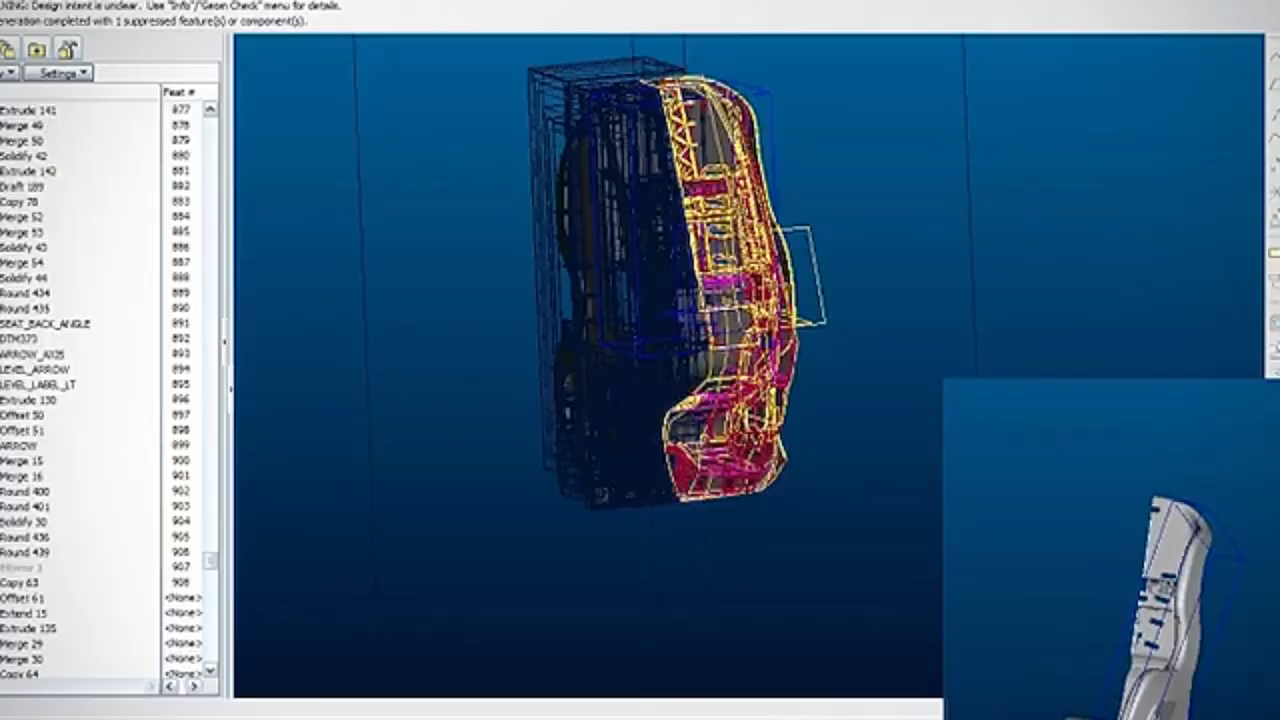 NING: Design intent is unclear. Use "Info"/"Geom Check" menu for details.
eneration completed with 1 suppressed feature(s) or component(s).
Settings
Feat #
Extrude 141 877
Merge 49 878
Merge 50 879
Solidify 42 880
Extrude 142 881
Draft 189 882
Copy 78 883
Merge 52 884
Merge 53 885
Solidify 43 886
Merge 54 887
Solidify 44 888
Round 434 889
Round 435 890
SEAT_BACK_ANGLE 891
DTM373 892
ARROW_AXIS 893
LEVEL_ARROW 894
LEVEL_LABEL_LT 895
Extrude 130 896
Offset 50 897
Offset 51 898
ARROW 899
Merge 15 900
Merge 16 901
Round 400 902
Round 401 903
Solidify 30 904
Round 436 905
Round 439 906
Mirror 3 907
Copy 63 908
Offset 61 <None>
Extend 15 <None>
Extrude 135 <None>
Merge 29 <None>
Merge 30 <None>
Copy 64 <None>